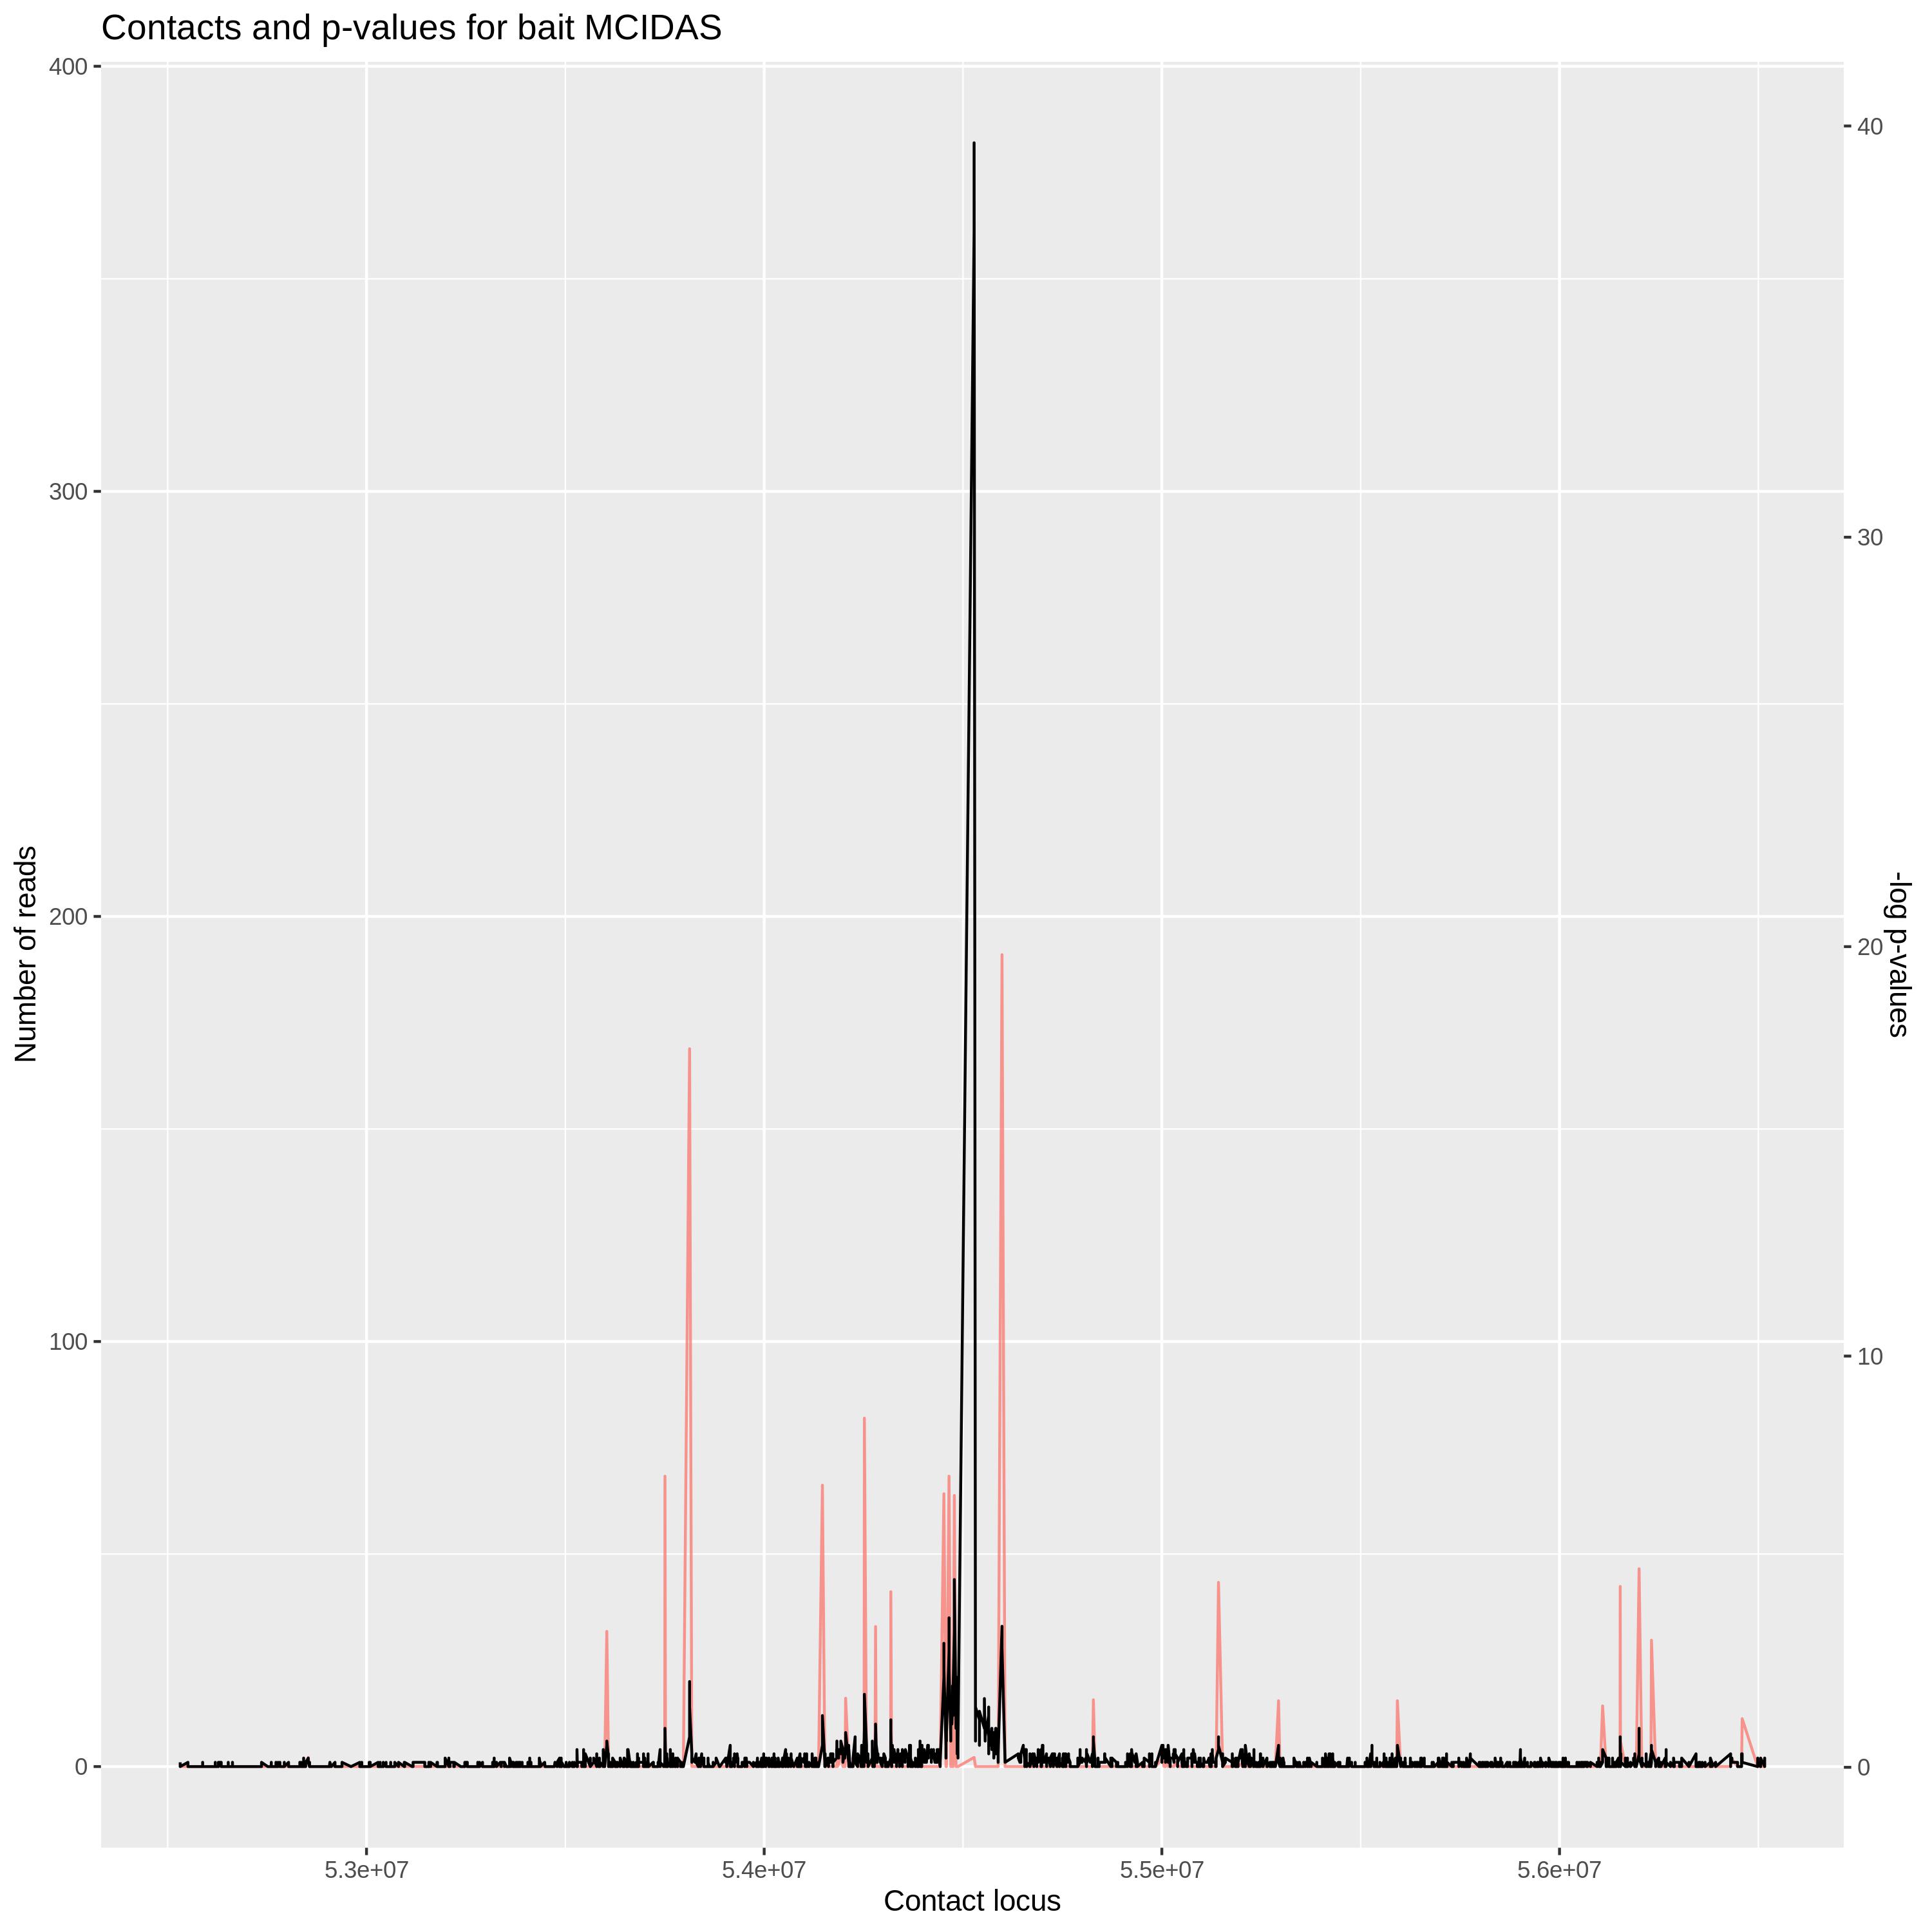 Contacts and p-values for bait MCIDAS
400
300
200
100
0
Number of reads
40
30
20
10
0
-log p-values
5.3e+07
5.4e+07
5.5e+07
5.6e+07
Contact locus